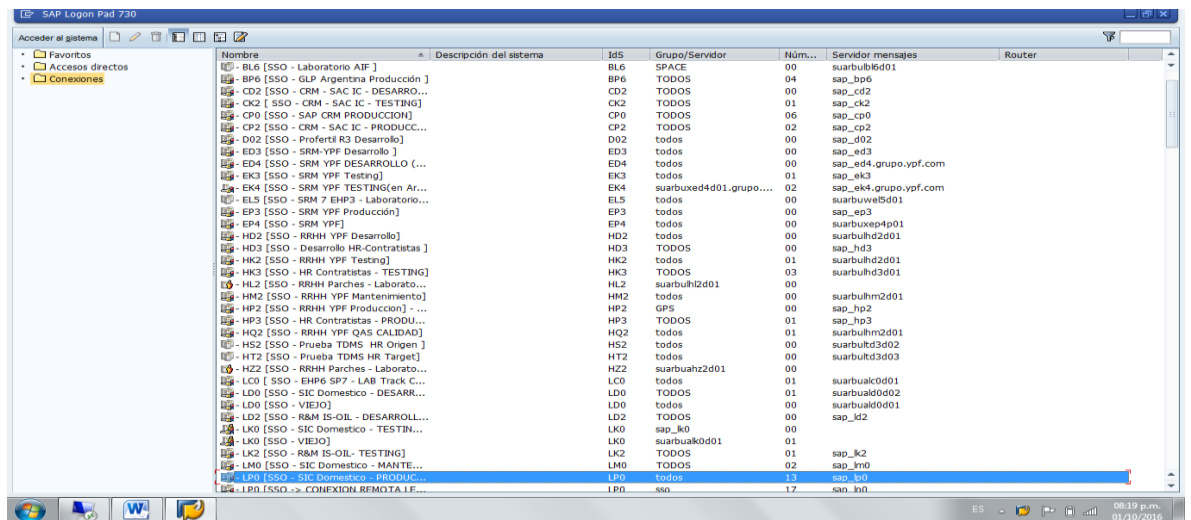 SAP Logon Pad 730
Acceder al sistema
Favoritos
Accesos directos
Conexiones
Nombre Descripción del sistema IdS Grupo/Servidor Núm... Servidor mensajes Router
- BL6 [SSO - Laboratorio AIF ] BL6 SPACE 00 suarbulbl6d01
- BP6 [SSO - GLP Argentina Producción ] BP6 TODOS 04 sap_bp6
- CD2 [SSO - CRM - SAC IC - DESARRO... CD2 TODOS 00 sap_cd2
- CK2 [ SSO - CRM - SAC IC - TESTING] CK2 TODOS 01 sap_ck2
- CP0 [SSO - SAP CRM PRODUCCION] CP0 TODOS 06 sap_cp0
- CP2 [SSO - CRM - SAC IC - PRODUCC... CP2 TODOS 02 sap_cp2
- D02 [SSO - Profertil R3 Desarrollo] D02 todos 00 sap_d02
- ED3 [SSO - SRM-YPF Desarrollo ] ED3 todos 00 sap_ed3
- ED4 [SSO - SRM YPF DESARROLLO (... ED4 todos 00 sap_ed4.grupo.ypf.com
- EK3 [SSO - SRM YPF Testing] EK3 todos 01 sap_ek3
- EK4 [SSO - SRM YPF TESTING(en Ar... EK4 suarbuxed4d01.grupo.... 02 sap_ek4.grupo.ypf.com
- EL5 [SSO - SRM 7 EHP3 - Laboratorio... EL5 todos 00 suarbuwel5d01
- EP3 [SSO - SRM YPF Producción] EP3 todos 00 sap_ep3
- EP4 [SSO - SRM YPF] EP4 todos 00 suarbuxep4p01
- HD2 [SSO - RRHH YPF Desarrollo] HD2 todos 00 suarbulhd2d01
- HD3 [SSO - Desarrollo HR-Contratistas ] HD3 TODOS 00 sap_hd3
- HK2 [SSO - RRHH YPF Testing] HK2 todos 01 suarbulhd2d01
- HK3 [SSO - HR Contratistas - TESTING] HK3 TODOS 03 suarbulhd3d01
- HL2 [SSO - RRHH Parches - Laborato... HL2 suarbulhl2d01 00
- HM2 [SSO - RRHH YPF Mantenimiento] HM2 todos 00 suarbulhm2d01
- HP2 [SSO - RRHH YPF Produccion] - ... HP2 GPS 00 sap_hp2
- HP3 [SSO - HR Contratistas - PRODU... HP3 TODOS 01 sap_hp3
- HQ2 [SSO - RRHH YPF QAS CALIDAD] HQ2 todos 01 suarbulhm2d01
- HS2 [SSO - Prueba TDMS HR Origen ] HS2 todos 00 suarbultd3d02
- HT2 [SSO - Prueba TDMS HR Target] HT2 todos 00 suarbultd3d03
- HZ2 [SSO - RRHH Parches - Laborato... HZ2 suarbuahz2d01 00
- LC0 [ SSO - EHP6 SP7 - LAB Track C... LC0 todos 01 suarbualc0d01
- LD0 [SSO - SIC Domestico - DESARR... LD0 TODOS 01 suarbuald0d02
- LD0 [SSO - VIEJO] LD0 todos 00 suarbuald0d01
- LD2 [SSO - R&M IS-OIL - DESARROLL... LD2 TODOS 00 sap_ld2
- LK0 [SSO - SIC Domestico - TESTIN... LK0 sap_lk0 00
- LK0 [SSO - VIEJO] LK0 suarbualk0d01 01
- LK2 [SSO - R&M IS-OIL- TESTING] LK2 TODOS 01 sap_lk2
- LM0 [SSO - SIC Domestico - MANTE... LM0 TODOS 02 sap_lm0
- LP0 [SSO - SIC Domestico - PRODUC... LP0 todos 13 sap_lp0
- LP0 [SSO -> CONEXION REMOTA LE... LP0 sso 17 sap_lp0
ES 08:19 p.m.
01/10/2016